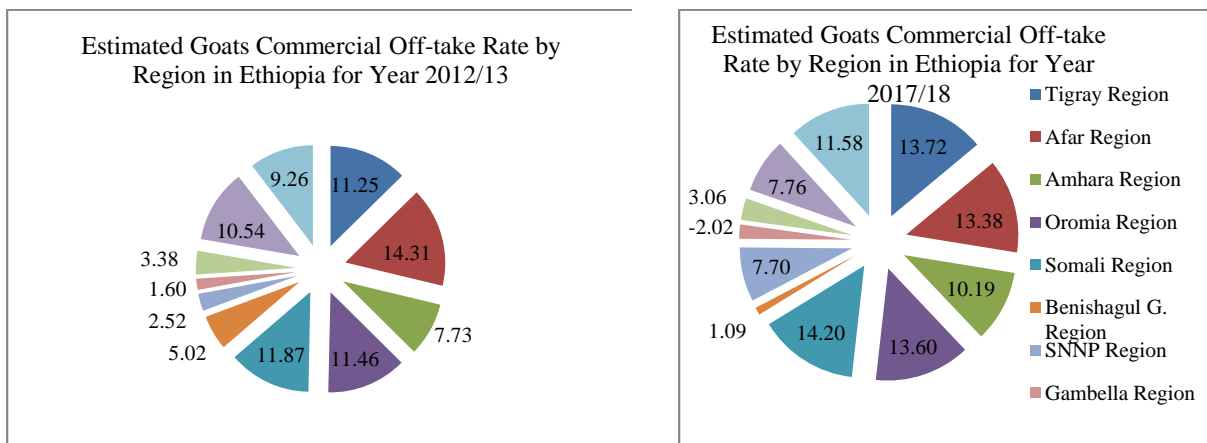 Estimated Goats Commercial Off-take Rate by
Region in Ethiopia for Year 2012/13
9.26
11.25
10.54
14.31
3.38
1.60
2.52
7.73
5.02
11.87
11.46
Estimated Goats Commercial Off-take
Rate by Region in Ethiopia for Year
2017/18
11.58
13.72
7.76
3.06
13.38
-2.02
7.70
10.19
1.09
14.20
13.60
Tigray Region
Afar Region
Amhara Region
Oromia Region
Somali Region
Benishagul G.
Region
SNNP Region
Gambella Region